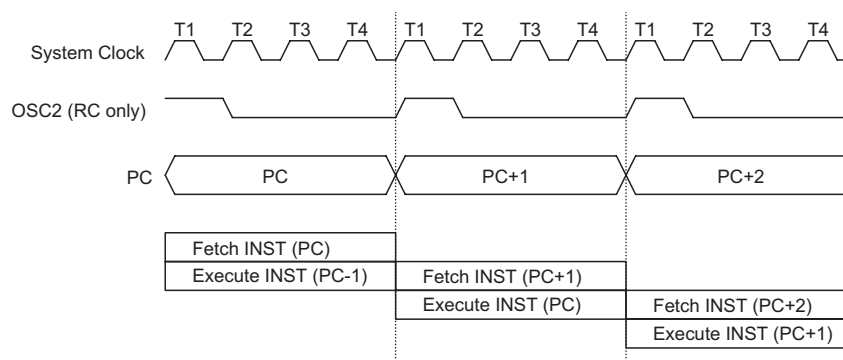 T1 T2 T3 T4 T1 T2 T3 T4 T1 T2 T3 T4
System Clock
OSC2 (RC only)
PC PC PC+1 PC+2
Fetch INST (PC)
Execute INST (PC-1) Fetch INST (PC+1)
Execute INST (PC) Fetch INST (PC+2)
Execute INST (PC+1)